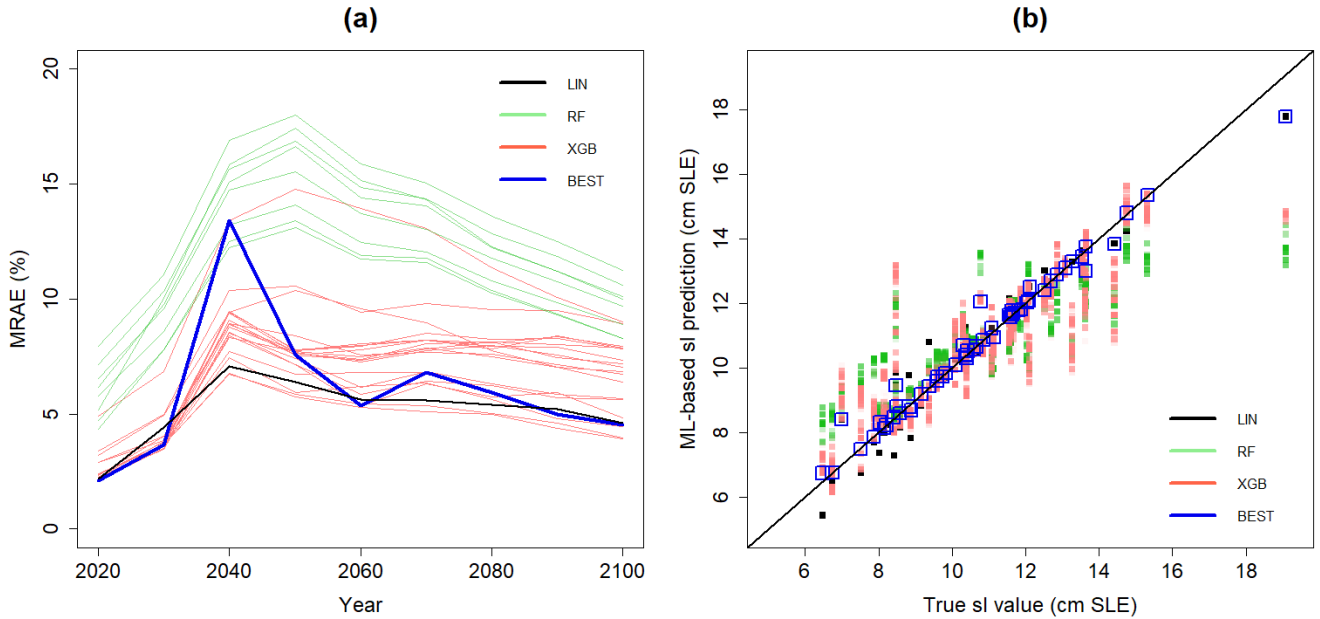 (a)
MRAE (%)
20
15
10
5
0
2020 2040 2060 2080 2100
Year
LIN
RF
XGB
BEST
(b)
ML-based sl prediction (cm SLE)
18
16
14
12
10
8
6
6 8 10 12 14 16 18
True sl value (cm SLE)
LIN
RF
XGB
BEST